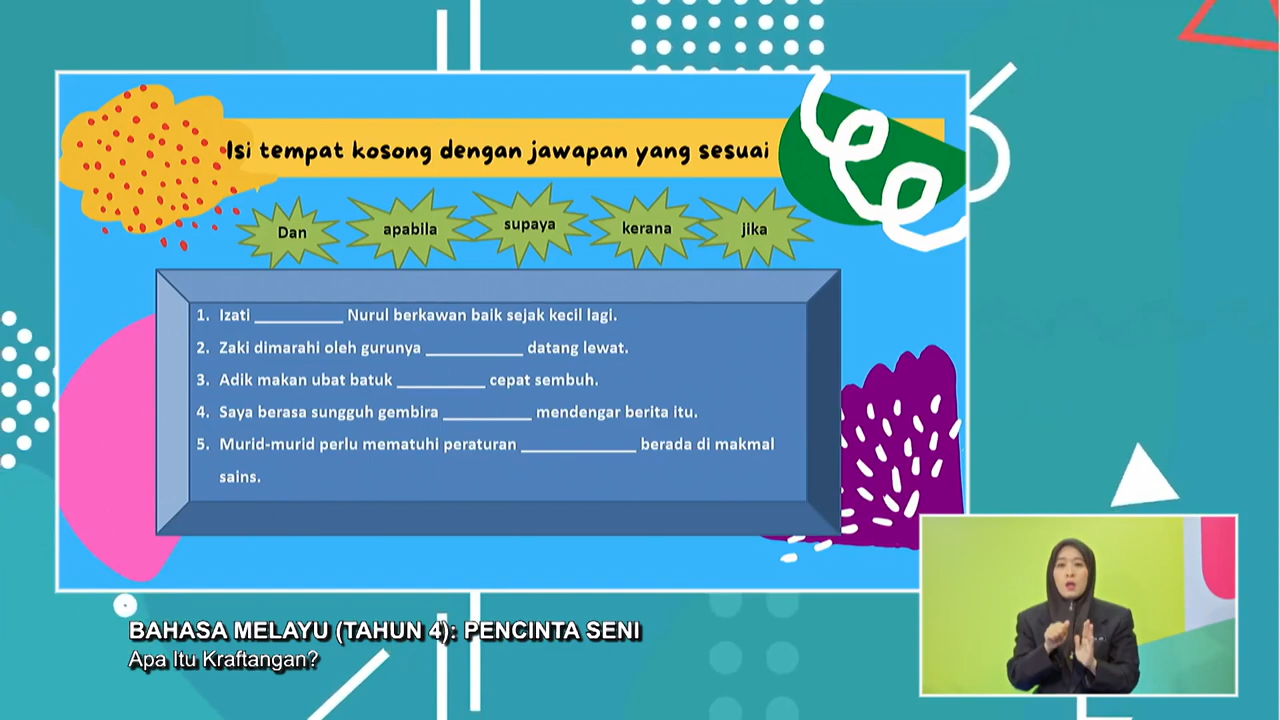 Isi tempat kosong dengan jawapan yang sesuai
Dan
apabila
supaya
kerana
jika
1. Izati __________ Nurul berkawan baik sejak kecil lagi.
2. Zaki dimarahi oleh gurunya ___________ datang lewat.
3. Adik makan ubat batuk __________ cepat sembuh.
4. Saya berasa sungguh gembira __________ mendengar berita itu.
5. Murid-murid perlu mematuhi peraturan _____________ berada di makmal
sains.
BAHASA MELAYU (TAHUN 4): PENCINTA SENI
Apa Itu Kraftangan?